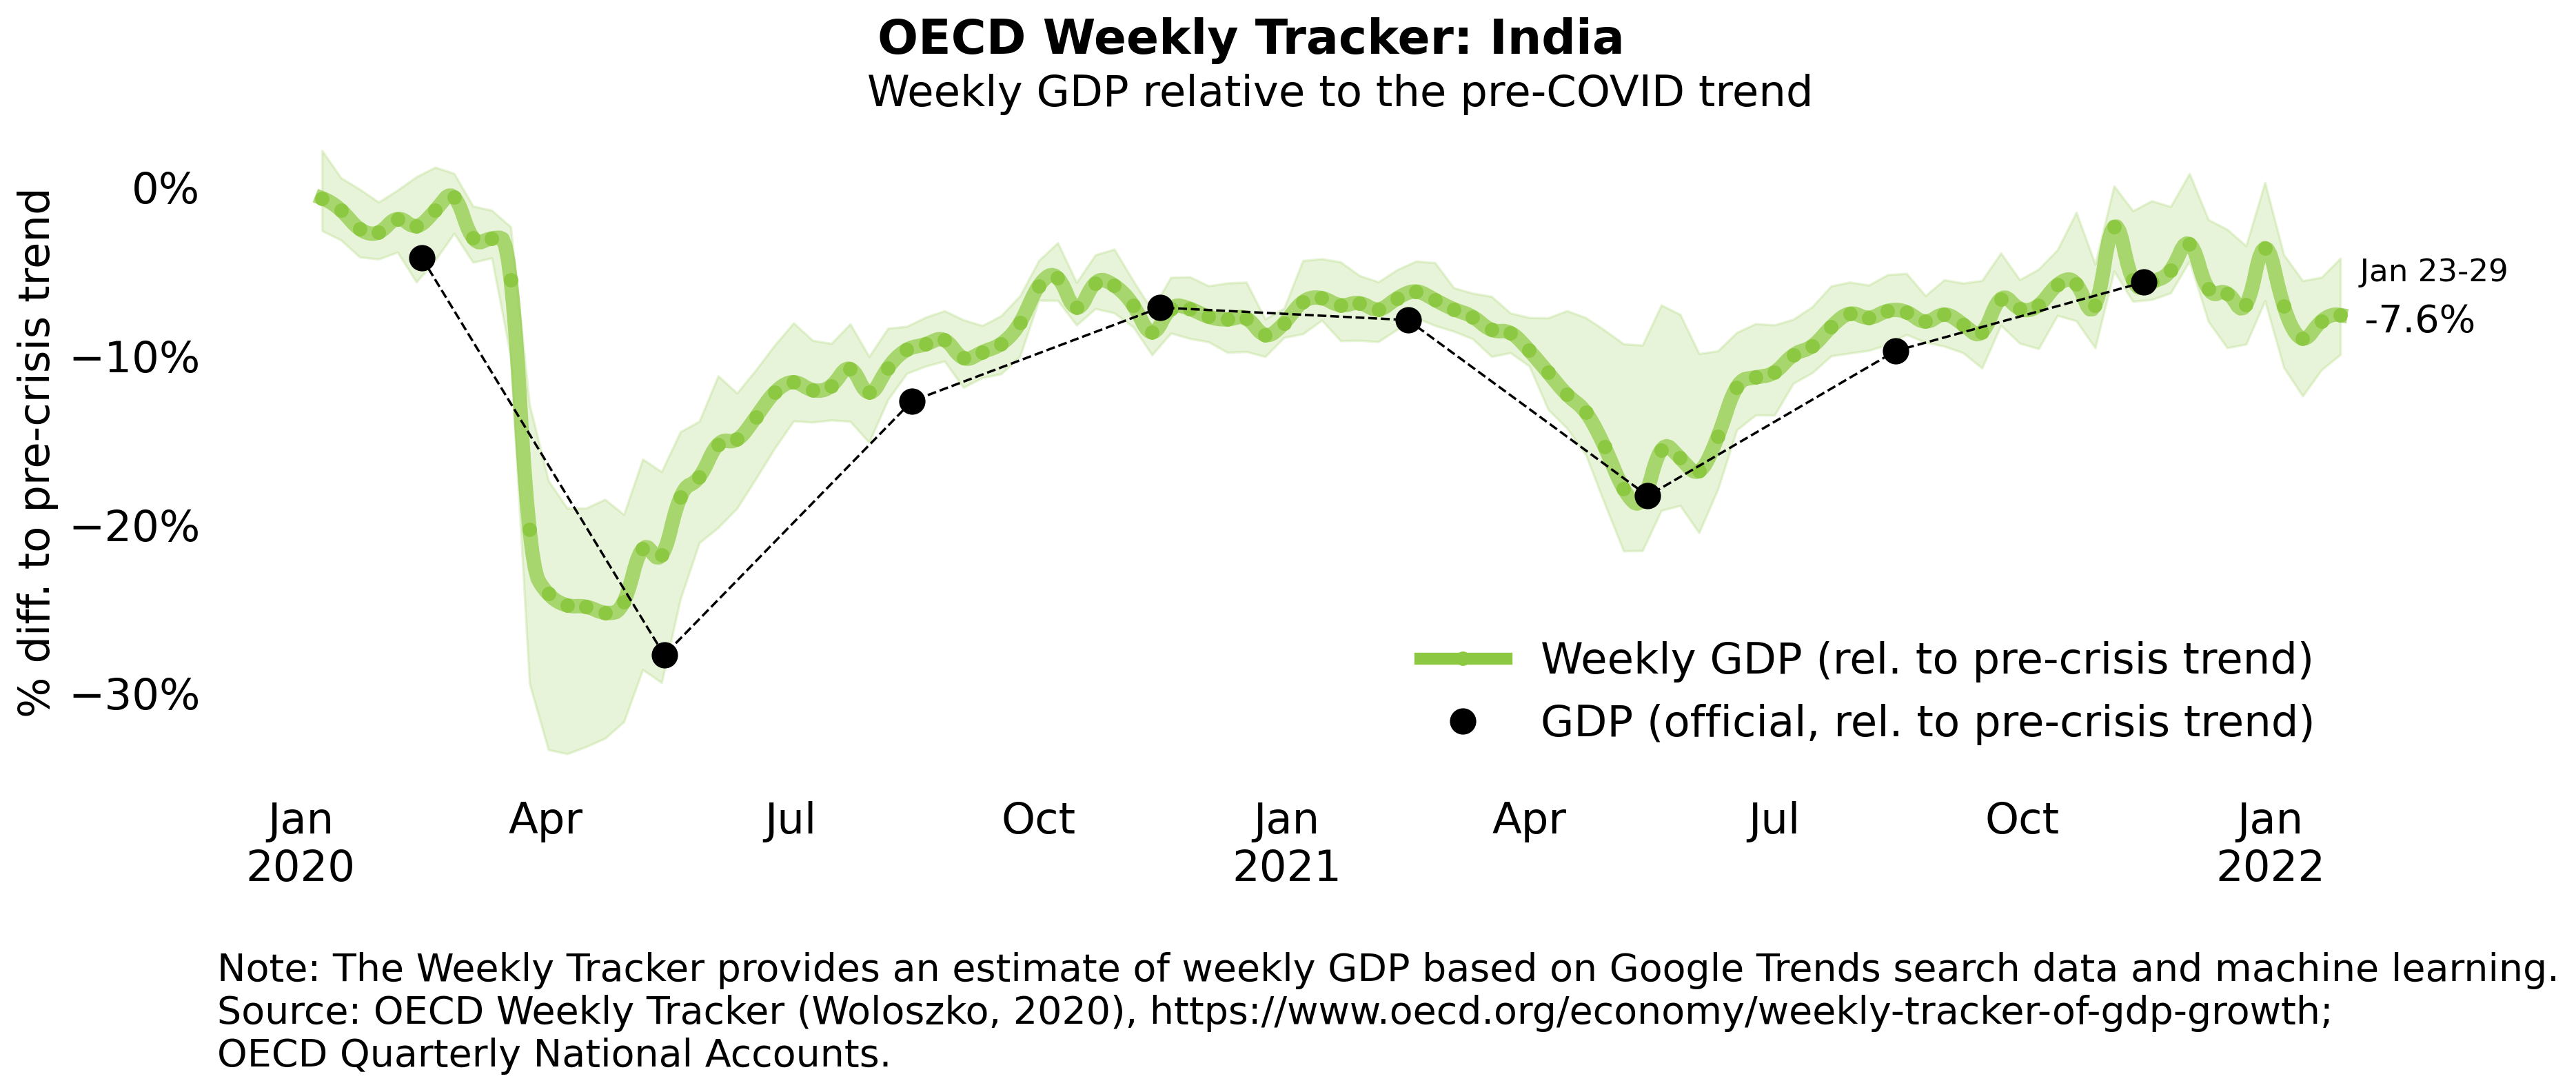 OECD Weekly Tracker: India
Weekly GDP relative to the pre-COVID trend
% diff. to pre-crisis trend
0%
−10%
−20%
−30%
Jan 23-29
-7.6%
Weekly GDP (rel. to pre-crisis trend)
GDP (official, rel. to pre-crisis trend)
Jan Apr Jul Oct Jan Apr Jul Oct Jan
2020 2021 2022
Note: The Weekly Tracker provides an estimate of weekly GDP based on Google Trends search data and machine learning.
Source: OECD Weekly Tracker (Woloszko, 2020), https://www.oecd.org/economy/weekly-tracker-of-gdp-growth;
OECD Quarterly National Accounts.